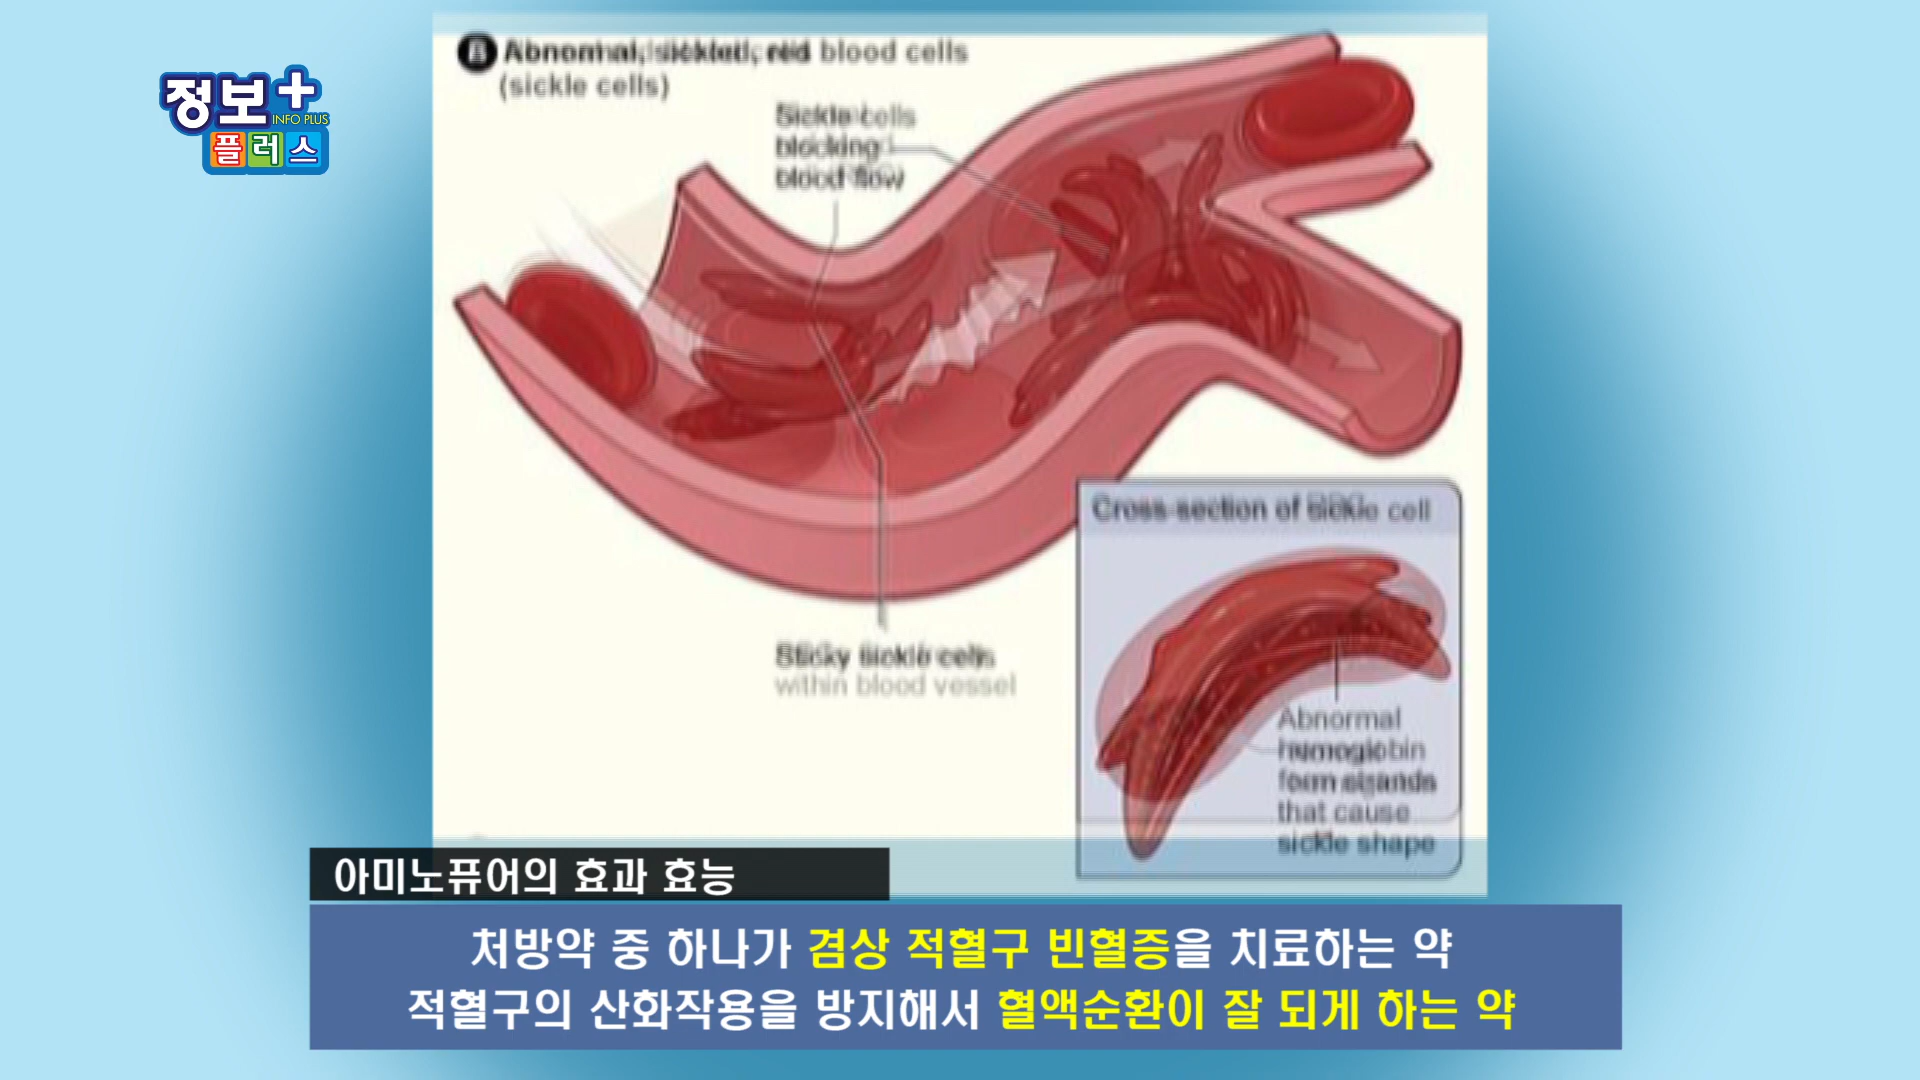 정보+
INFO PLUS
플러스
blood cells
(sickle cells)
Sickle cells
blocking
blood flow
Cross-section of sickle cell
Sticky sickle cells
within blood vessel
Abnormal
hemoglobin
form strands
that cause
sickle shape
아미노퓨어의 효과 효능
처방약 중 하나가 겸상 적혈구 빈혈증을 치료하는 약
적혈구의 산화작용을 방지해서 혈액순환이 잘 되게 하는 약